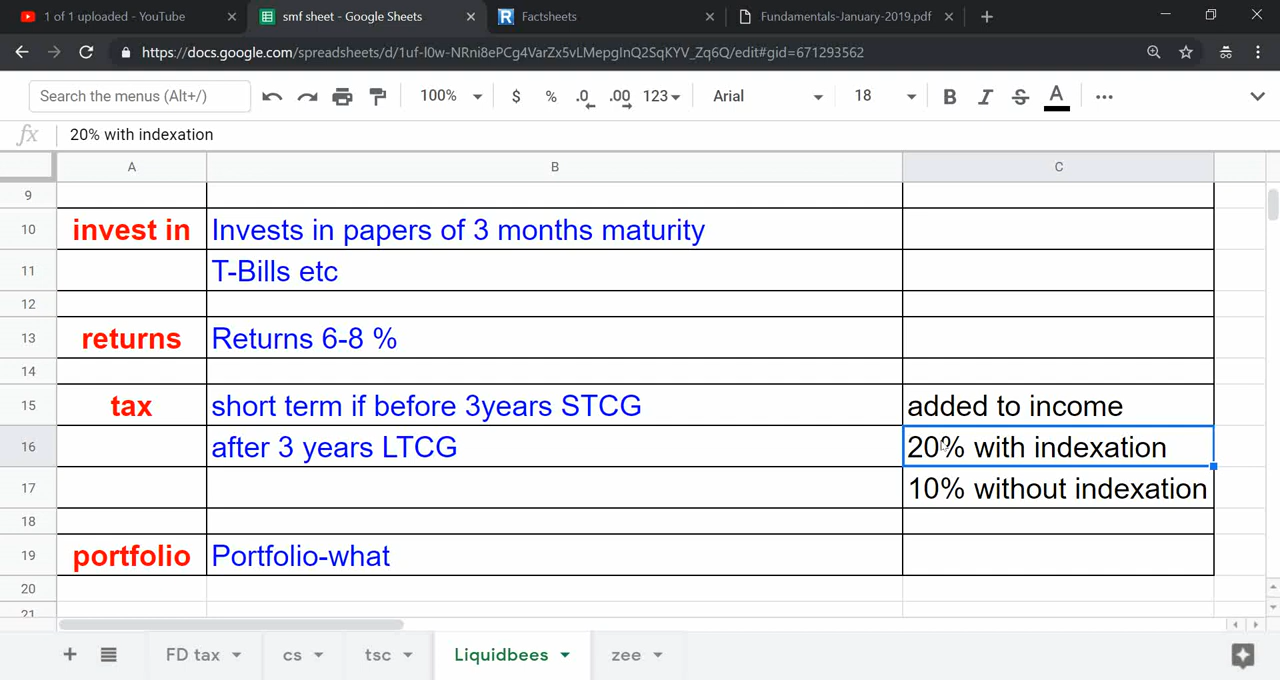 1 of 1 uploaded - YouTube
smf sheet - Google Sheets
Factsheets
Fundamentals-January-2019.pdf
https://docs.google.com/spreadsheets/d/1uf-I0w-NRni8ePCg4VarZx5vLMepgInQ2SqKYV_Zq6Q/edit#gid=671293562
Search the menus (Alt+/) 100% $ % .0 .00 123 Arial 18 B I S A
fx 20% with indexation
A B C
9
10 invest in Invests in papers of 3 months maturity
11 T-Bills etc
12
13 returns Returns 6-8 %
14
15 tax short term if before 3years STCG added to income
16 after 3 years LTCG 20% with indexation
17 10% without indexation
18
19 portfolio Portfolio-what
20
21
FD tax cs tsc Liquidbees zee